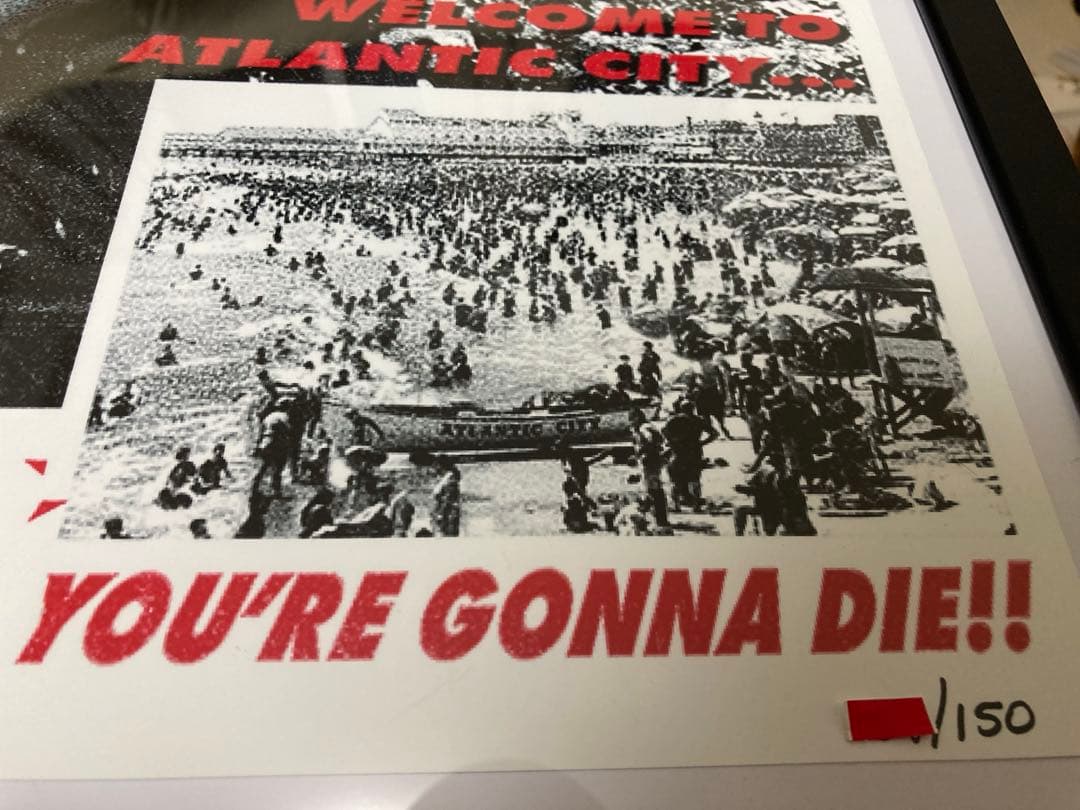 WELCOME TO
ATLANTIC CITY...
ATLANTIC CITY
YOU'RE GONNA DIE!!
/150